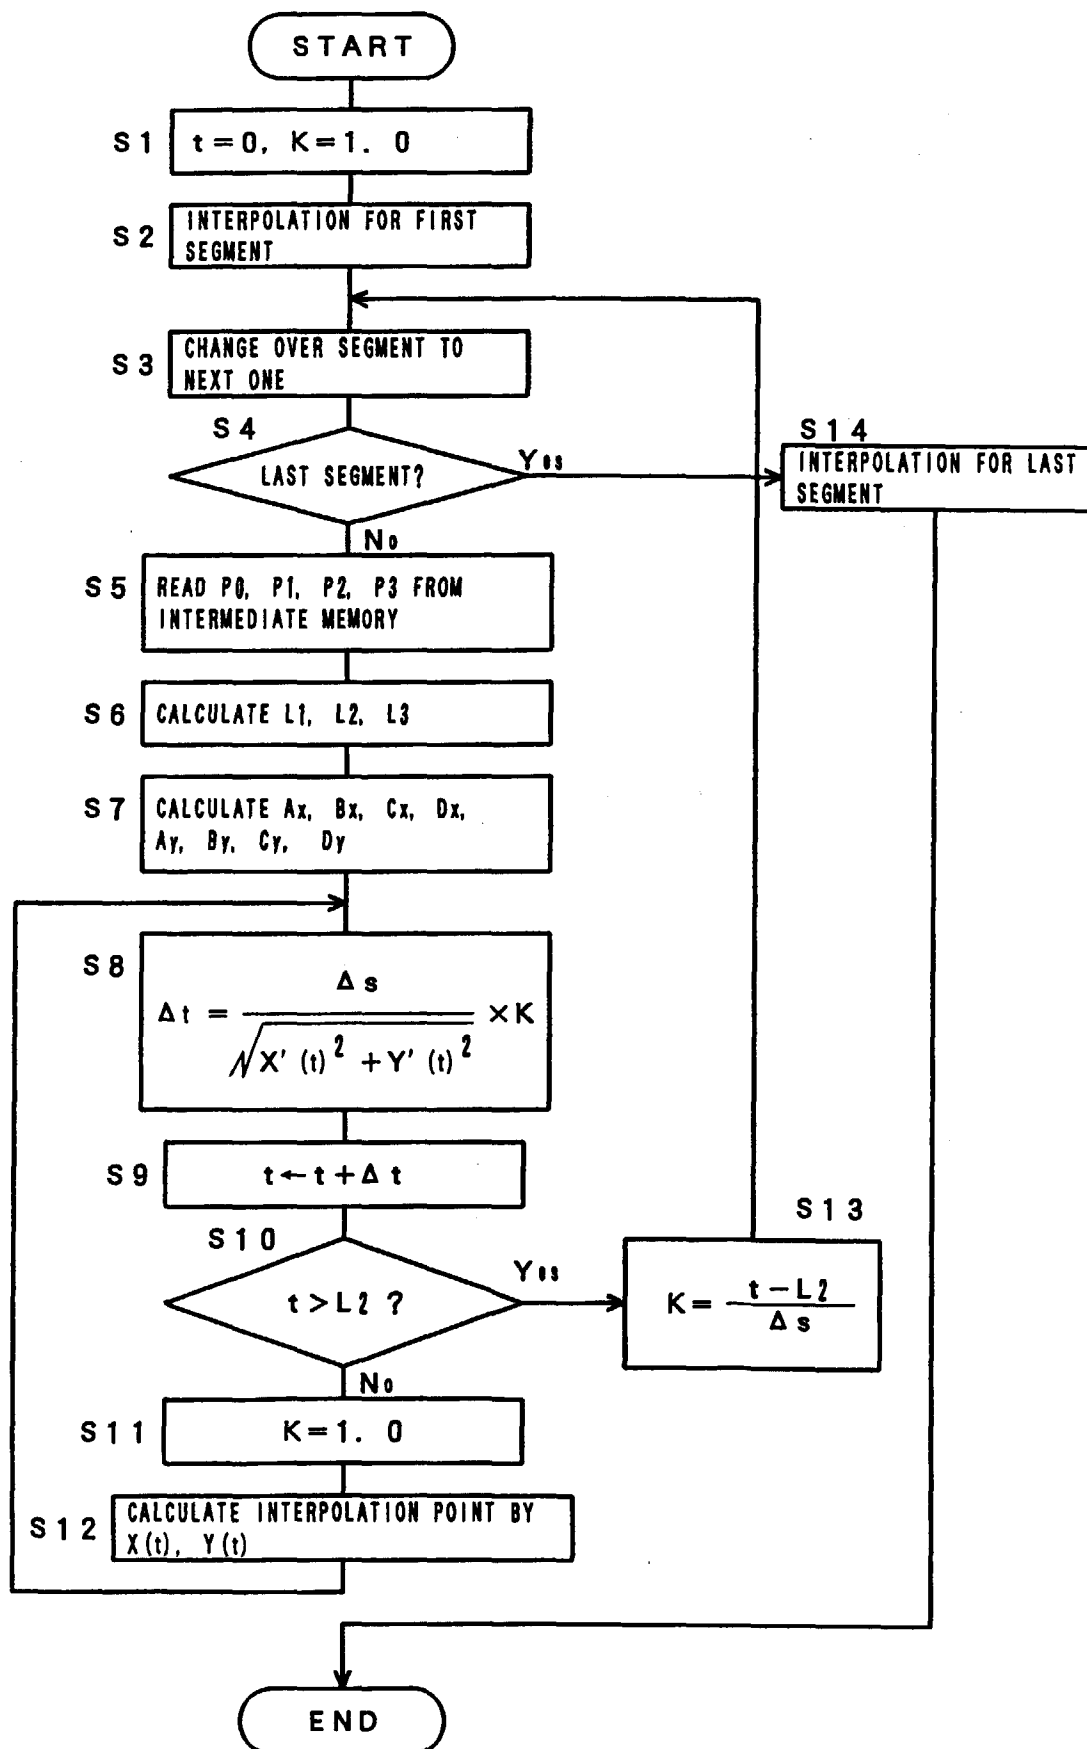 START
S1
t=0, K=1. 0
S2
INTERPOLATION FOR FIRST
SEGMENT
S3
CHANGE OVER SEGMENT TO
NEXT ONE
S4
LAST SEGMENT?
Yes
S14
INTERPOLATION FOR LAST
SEGMENT
No
S5
READ P0, P1, P2, P3 FROM
INTERMEDIATE MEMORY
S6
CALCULATE L1, L2, L3
S7
CALCULATE Ax, Bx, Cx, Dx,
Ay, By, Cy, Dy
S8
Δt = Δs / √(X'(t)² + Y'(t)²) ×K
S9
t←t+Δt
S10
t>L2 ?
Yes
S13
K= (t−L2) / Δs
No
S11
K=1. 0
S12
CALCULATE INTERPOLATION POINT BY
X(t), Y(t)
END